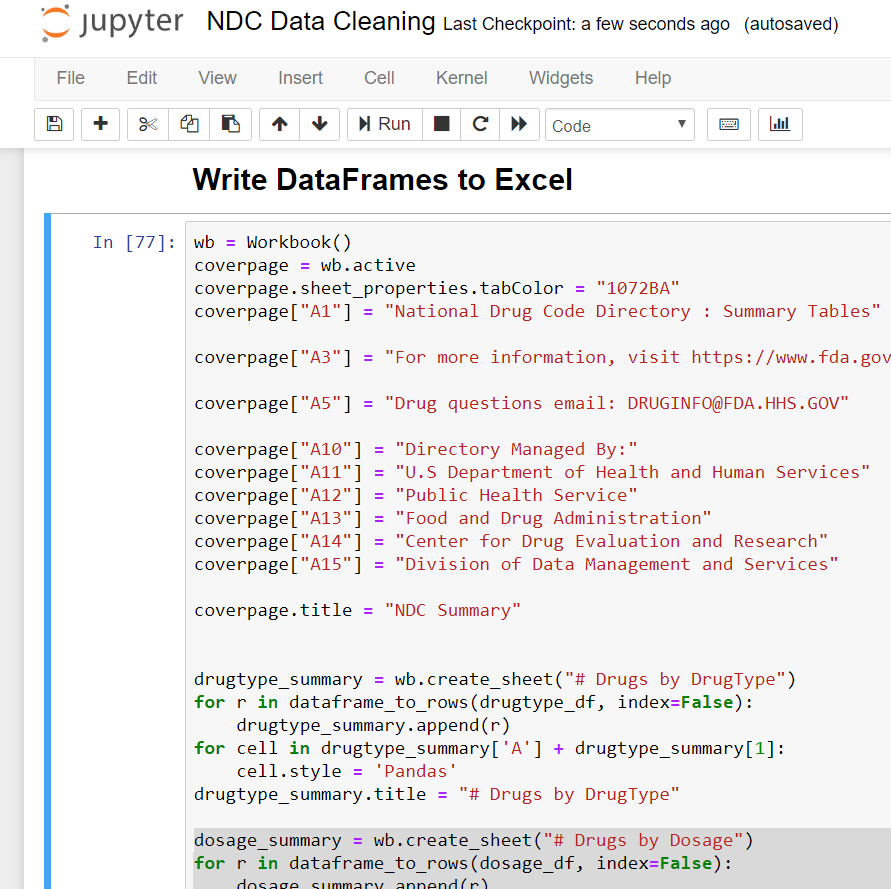 jupyter NDC Data Cleaning Last Checkpoint: a few seconds ago (autosaved)
File Edit View Insert Cell Kernel Widgets Help
Run Code
Write DataFrames to Excel
In [77]: wb = Workbook()
coverpage = wb.active
coverpage.sheet_properties.tabColor = "1072BA"
coverpage["A1"] = "National Drug Code Directory : Summary Tables"
coverpage["A3"] = "For more information, visit https://www.fda.gov
coverpage["A5"] = "Drug questions email: DRUGINFO@FDA.HHS.GOV"
coverpage["A10"] = "Directory Managed By:"
coverpage["A11"] = "U.S Department of Health and Human Services"
coverpage["A12"] = "Public Health Service"
coverpage["A13"] = "Food and Drug Administration"
coverpage["A14"] = "Center for Drug Evaluation and Research"
coverpage["A15"] = "Division of Data Management and Services"
coverpage.title = "NDC Summary"
drugtype_summary = wb.create_sheet("# Drugs by DrugType")
for r in dataframe_to_rows(drugtype_df, index=False):
    drugtype_summary.append(r)
for cell in drugtype_summary['A'] + drugtype_summary[1]:
    cell.style = 'Pandas'
drugtype_summary.title = "# Drugs by DrugType"
dosage_summary = wb.create_sheet("# Drugs by Dosage")
for r in dataframe_to_rows(dosage_df, index=False):
    dosage_summary.append(r)